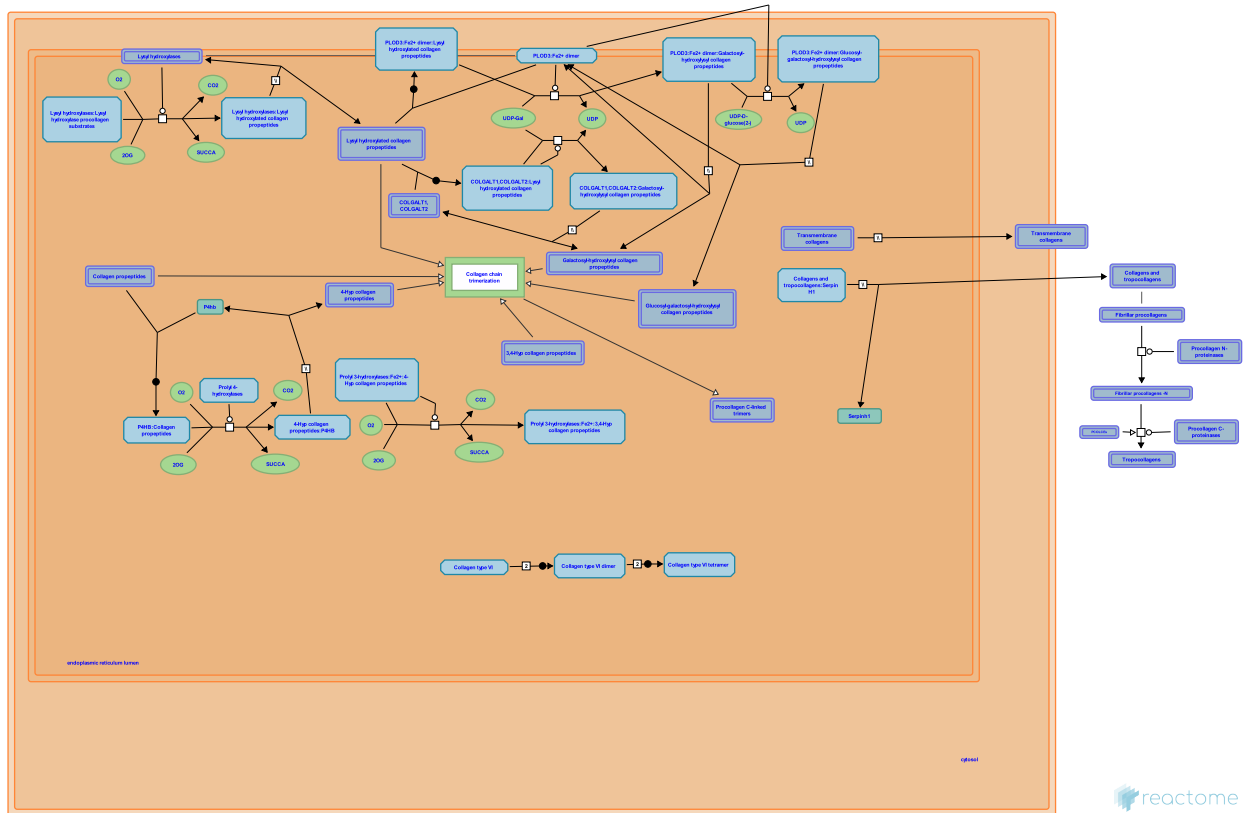 PLOD3:Fe2+ dimer:Lysyl
hydroxylated collagen
propeptides
PLOD3:Fe2+ dimer
PLOD3:Fe2+ dimer:Galactosyl-
hydroxylysyl collagen
propeptides
PLOD3:Fe2+ dimer:Glucosyl-
galactosyl-hydroxylysyl collagen
propeptides
Lysyl hydroxylases
O2
CO2
Lysyl hydroxylases:Lysyl
hydroxylase procollagen
substrates
Lysyl hydroxylases:Lysyl
hydroxylated collagen
propeptides
2OG
SUCCA
UDP-Gal
UDP
UDP-D-
glucose(2-)
UDP
Lysyl hydroxylated collagen
propeptides
COLGALT1,COLGALT2:Lysyl
hydroxylated collagen
propeptides
COLGALT1,COLGALT2:Galactosyl-
hydroxylysyl collagen
propeptides
COLGALT1,
COLGALT2
Transmembrane
collagens
Transmembrane
collagens
Galactosyl-hydroxylysyl collagen
propeptides
Collagen propeptides
Collagen chain
trimerization
Collagens and
tropocollagens:Serpin
H1
Collagens and
tropocollagens
4-Hyp collagen
propeptides
P4hb
Glucosyl-galactosyl-hydroxylysyl
collagen propeptides
Fibrillar procollagens
3,4-Hyp collagen propeptides
Procollagen N-
proteinases
Prolyl 3-hydroxylases:Fe2+:4-
Hyp collagen propeptides
Prolyl 4-
hydroxylases
O2
CO2
CO2
Fibrillar procollagens -N
Procollagen C-linked
trimers
Serpinh1
P4HB:Collagen
propeptides
4-Hyp collagen
propeptides:P4HB
O2
Prolyl 3-hydroxylases:Fe2+:3,4-Hyp
collagen propeptides
Procollagen C-
proteinases
2OG
SUCCA
2OG
SUCCA
Tropocollagens
Collagen type VI
2
Collagen type VI dimer
2
Collagen type VI tetramer
endoplasmic reticulum lumen
cytosol
reactome